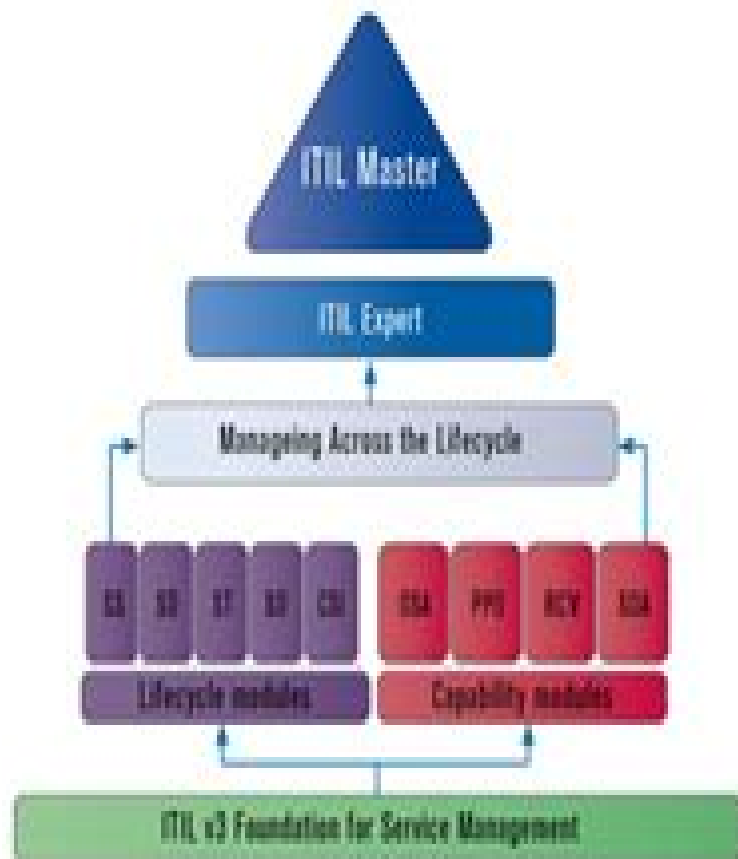 ITIL Master
ITIL Expert
Manageing Across the Lifecycle
SS SD ST SO CSI OSA PPO RCV SOA
Lifecycle modules Capability modules
ITIL v3 Foundation for Service Management